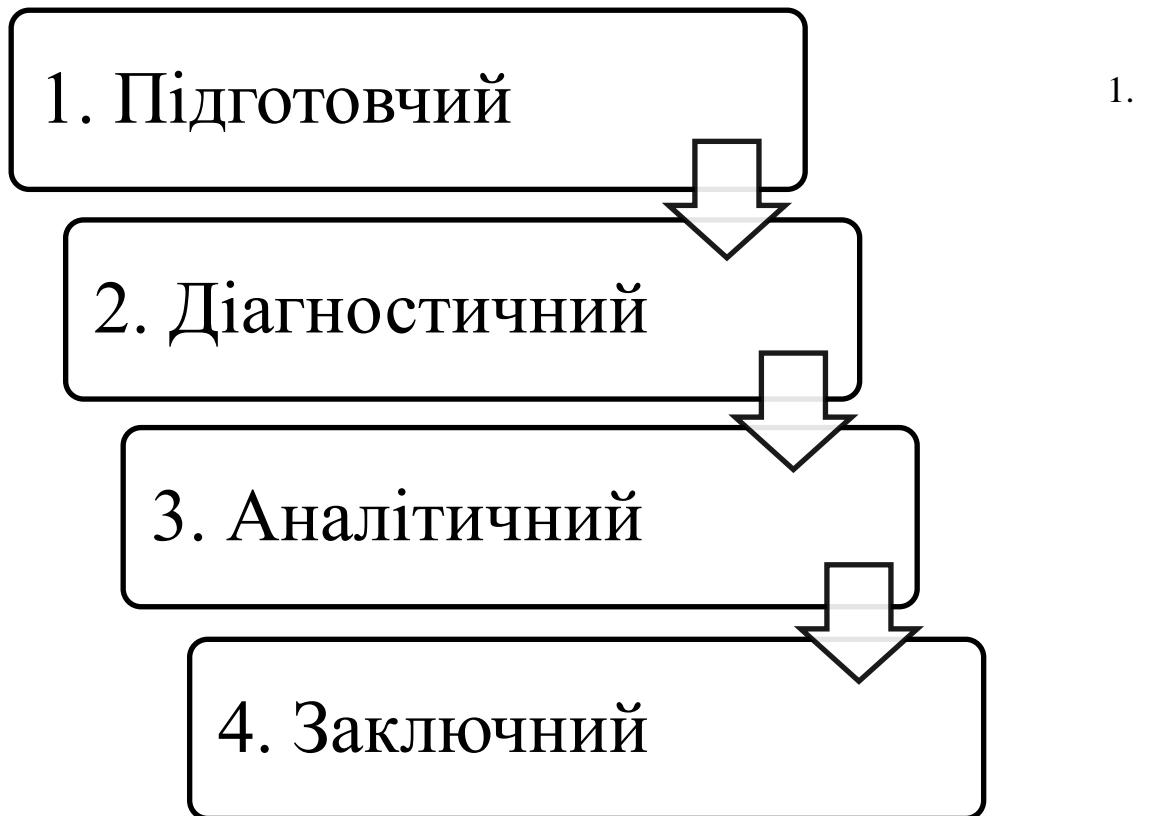 1. Підготовчий
1.
2. Діагностичний
3. Аналітичний
4. Заключний